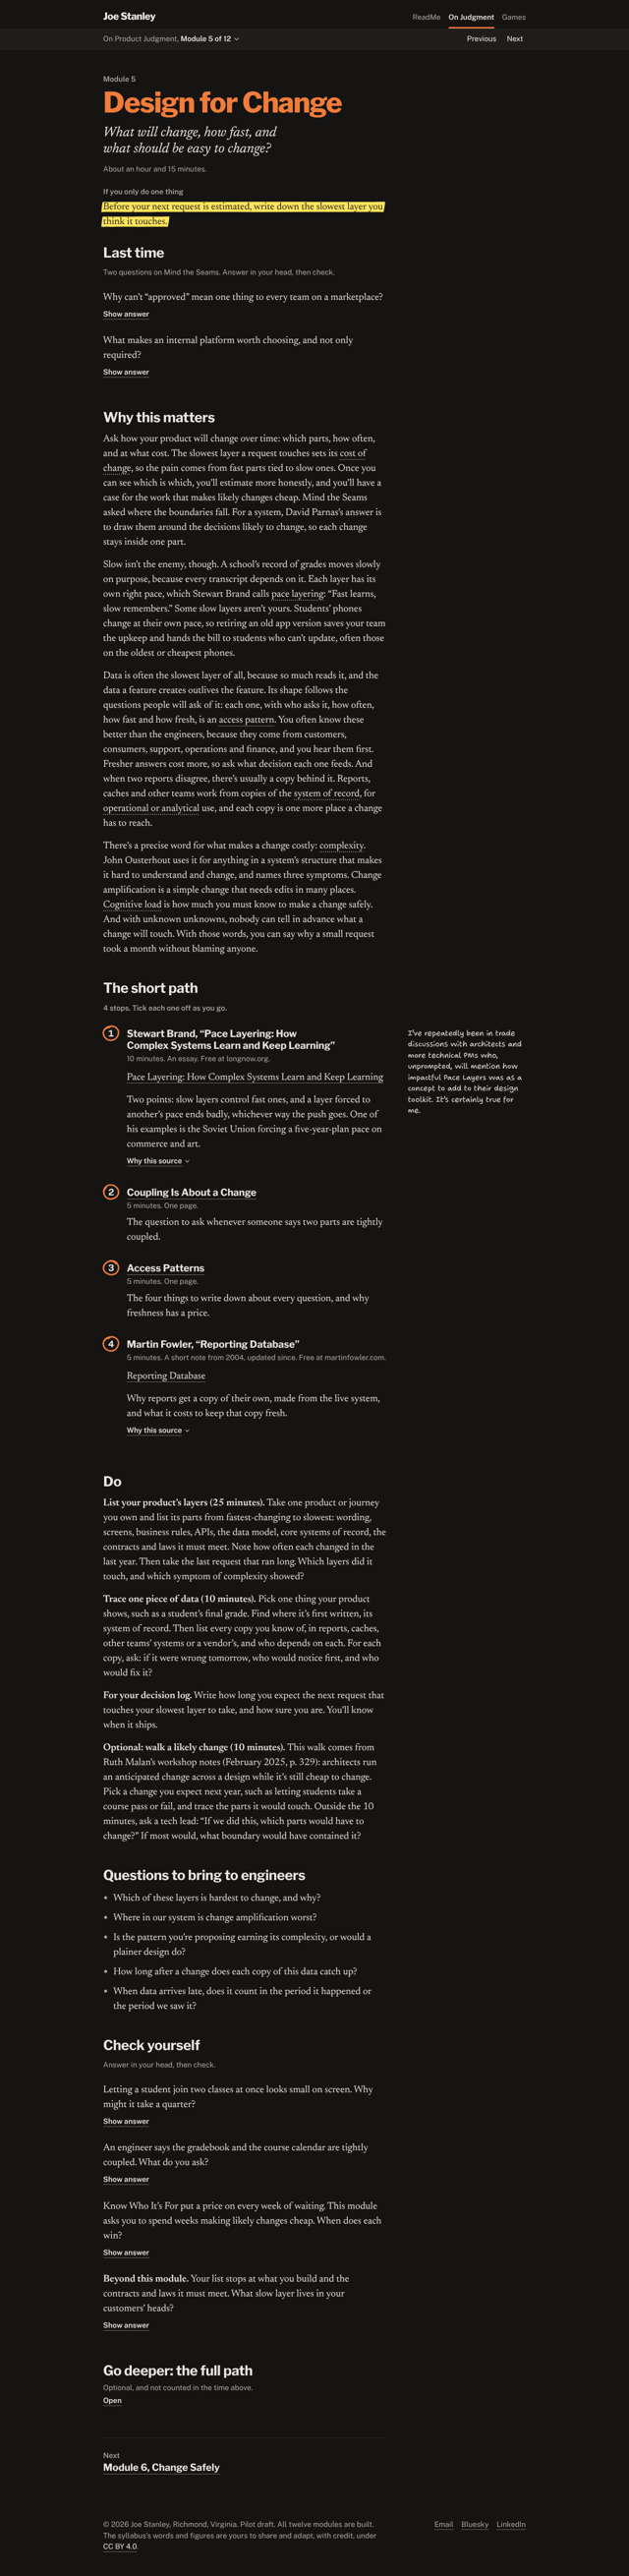 Joe Stanley
ReadMe On Judgment Games
On Product Judgment, Module 5 of 12
Previous Next
Module 5
Design for Change
What will change, how fast, and
what should be easy to change?
About an hour and 15 minutes.
If you only do one thing
Before your next request is estimated, write down the slowest layer you
think it touches.
Last time
Two questions on Mind the Seams. Answer in your head, then check.
Why can’t “approved” mean one thing to every team on a marketplace?
Show answer
What makes an internal platform worth choosing, and not only
required?
Show answer
Why this matters
Ask how your product will change over time: which parts, how often,
and at what cost. The slowest layer a request touches sets its cost of
change, so the pain comes from fast parts tied to slow ones. Once you
can see which is which, you’ll estimate more honestly, and you’ll have a
case for the work that makes likely changes cheap. Mind the Seams
asked where the boundaries fall. For a system, David Parnas’s answer is
to draw them around the decisions likely to change, so each change
stays inside one part.
Slow isn’t the enemy, though. A school’s record of grades moves slowly
on purpose, because every transcript depends on it. Each layer has its
own right pace, which Stewart Brand calls pace layering: “Fast learns,
slow remembers.” Some slow layers aren’t yours. Students’ phones
change at their own pace, so retiring an old app version saves your team
the upkeep and hands the bill to students who can’t update, often those
on the oldest or cheapest phones.
Data is often the slowest layer of all, because so much reads it, and the
data a feature creates outlives the feature. Its shape follows the
questions people will ask of it: each one, with who asks it, how often,
how fast and how fresh, is an access pattern. You often know these
better than the engineers, because they come from customers,
consumers, support, operations and finance, and you hear them first.
Fresher answers cost more, so ask what decision each one feeds. And
when two reports disagree, there’s usually a copy behind it. Reports,
caches and other teams work from copies of the system of record, for
operational or analytical use, and each copy is one more place a change
has to reach.
There’s a precise word for what makes a change costly: complexity.
John Ousterhout uses it for anything in a system’s structure that makes
it hard to understand and change, and names three symptoms. Change
amplification is a simple change that needs edits in many places.
Cognitive load is how much you must know to make a change safely.
And with unknown unknowns, nobody can tell in advance what a
change will touch. With those words, you can say why a small request
took a month without blaming anyone.
The short path
4 stops. Tick each one off as you go.
1
Stewart Brand, “Pace Layering: How
Complex Systems Learn and Keep Learning”
10 minutes. An essay. Free at longnow.org.
Pace Layering: How Complex Systems Learn and Keep Learning
Two points: slow layers control fast ones, and a layer forced to
another’s pace ends badly, whichever way the push goes. One of
his examples is the Soviet Union forcing a five-year-plan pace on
commerce and art.
Why this source
I’ve repeatedly been in trade
discussions with architects and
more technical PMs who,
unprompted, will mention how
impactful Pace Layers was as a
concept to add to their design
toolkit. It’s certainly true for
me.
2
Coupling Is About a Change
5 minutes. One page.
The question to ask whenever someone says two parts are tightly
coupled.
3
Access Patterns
5 minutes. One page.
The four things to write down about every question, and why
freshness has a price.
4
Martin Fowler, “Reporting Database”
5 minutes. A short note from 2004, updated since. Free at martinfowler.com.
Reporting Database
Why reports get a copy of their own, made from the live system,
and what it costs to keep that copy fresh.
Why this source
Do
List your product’s layers (25 minutes). Take one product or journey
you own and list its parts from fastest-changing to slowest: wording,
screens, business rules, APIs, the data model, core systems of record, the
contracts and laws it must meet. Note how often each changed in the
last year. Then take the last request that ran long. Which layers did it
touch, and which symptom of complexity showed?
Trace one piece of data (10 minutes). Pick one thing your product
shows, such as a student’s final grade. Find where it’s first written, its
system of record. Then list every copy you know of, in reports, caches,
other teams’ systems or a vendor’s, and who depends on each. For each
copy, ask: if it were wrong tomorrow, who would notice first, and who
would fix it?
For your decision log. Write how long you expect the next request that
touches your slowest layer to take, and how sure you are. You’ll know
when it ships.
Optional: walk a likely change (10 minutes). This walk comes from
Ruth Malan’s workshop notes (February 2025, p. 329): architects run
an anticipated change across a design while it’s still cheap to change.
Pick a change you expect next year, such as letting students take a
course pass or fail, and trace the parts it would touch. Outside the 10
minutes, ask a tech lead: “If we did this, which parts would have to
change?” If most would, what boundary would have contained it?
Questions to bring to engineers
• Which of these layers is hardest to change, and why?
• Where in our system is change amplification worst?
• Is the pattern you’re proposing earning its complexity, or would a
plainer design do?
• How long after a change does each copy of this data catch up?
• When data arrives late, does it count in the period it happened or
the period we saw it?
Check yourself
Answer in your head, then check.
Letting a student join two classes at once looks small on screen. Why
might it take a quarter?
Show answer
An engineer says the gradebook and the course calendar are tightly
coupled. What do you ask?
Show answer
Know Who It’s For put a price on every week of waiting. This module
asks you to spend weeks making likely changes cheap. When does each
win?
Show answer
Beyond this module. Your list stops at what you build and the
contracts and laws it must meet. What slow layer lives in your
customers’ heads?
Show answer
Go deeper: the full path
Optional, and not counted in the time above.
Open
Next
Module 6, Change Safely
© 2026 Joe Stanley, Richmond, Virginia. Pilot draft. All twelve modules are built.
The syllabus’s words and figures are yours to share and adapt, with credit, under
CC BY 4.0.
Email Bluesky LinkedIn